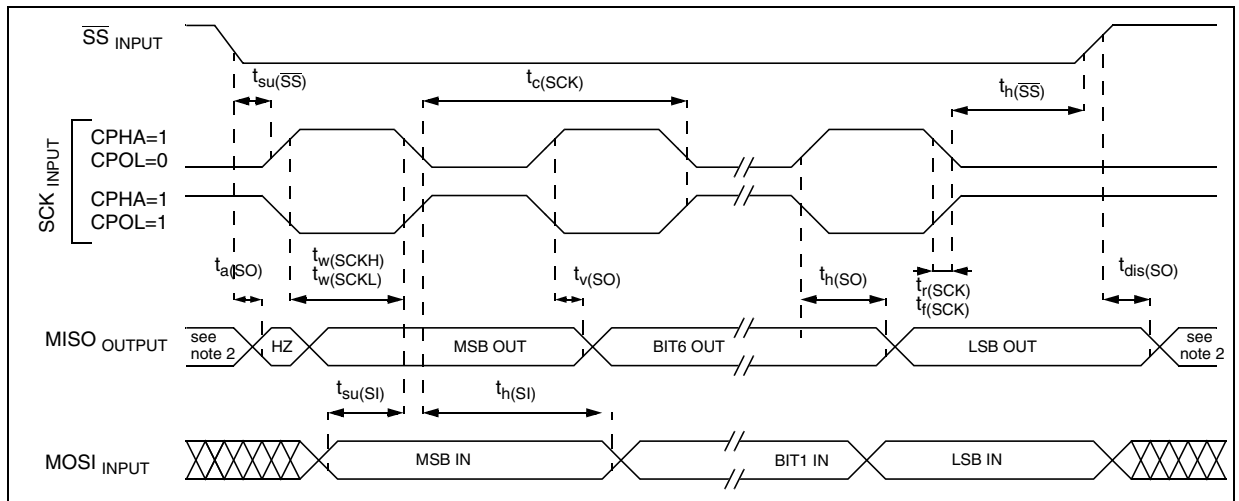 SS INPUT
tsu(SS)
tc(SCK)
th(SS)
SCK INPUT
CPHA=1
CPOL=0
CPHA=1
CPOL=1
ta(SO)
tw(SCKH)
tw(SCKL)
tv(SO)
th(SO)
tr(SCK)
tf(SCK)
tdis(SO)
MISO OUTPUT
see
note 2
HZ
MSB OUT
BIT6 OUT
LSB OUT
see
note 2
tsu(SI)
th(SI)
MOSI INPUT
MSB IN
BIT1 IN
LSB IN